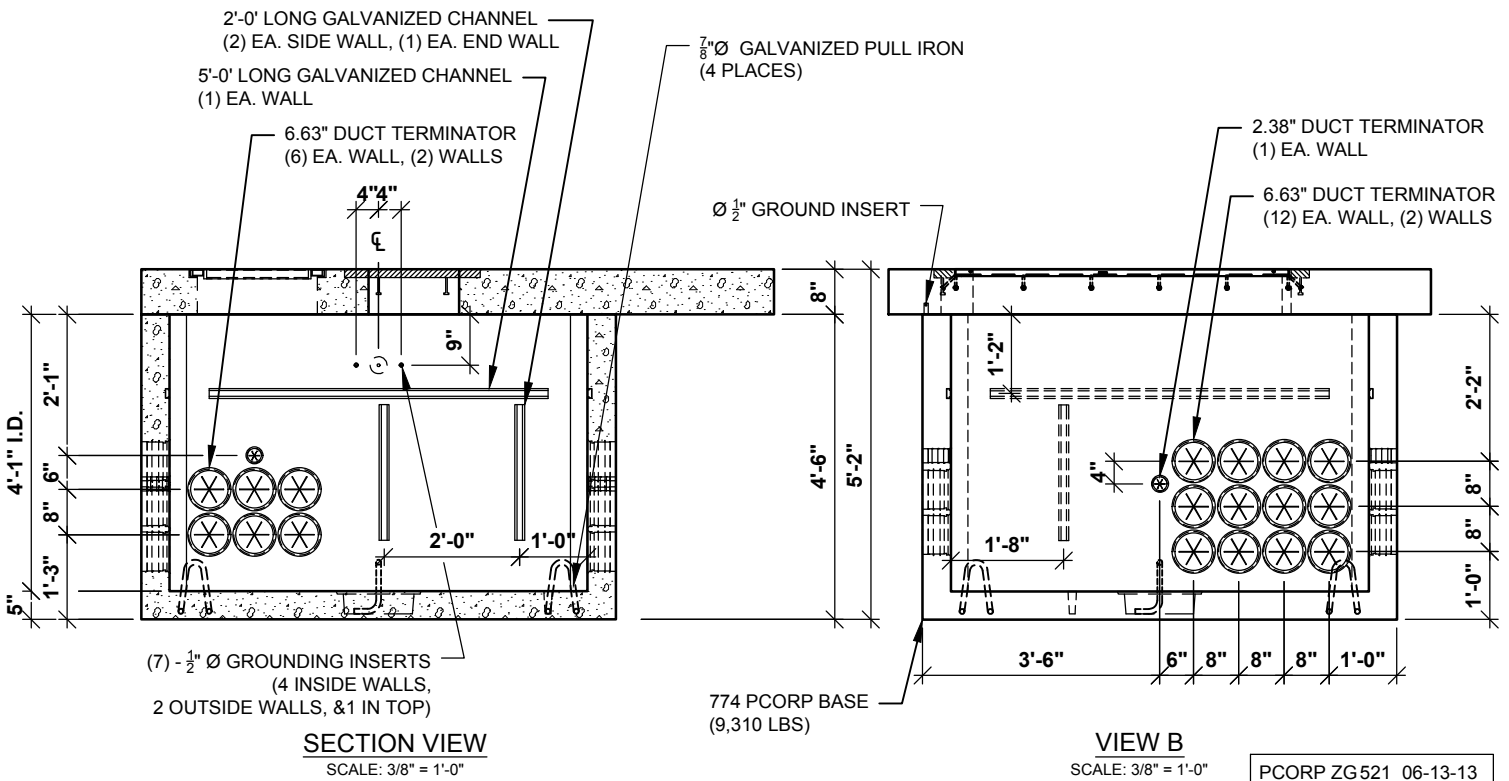 2'-0' LONG GALVANIZED CHANNEL
(2) EA. SIDE WALL, (1) EA. END WALL
5'-0' LONG GALVANIZED CHANNEL
(1) EA. WALL
6.63" DUCT TERMINATOR
(6) EA. WALL, (2) WALLS
7/8"Ø GALVANIZED PULL IRON
(4 PLACES)
4"
4"
℄
9"
4'-1" I.D.
5"
2'-1"
6"
8"
1'-3"
2'-0"
1'-0"
8"
4'-6"
5'-2"
(7) - 1/2" Ø GROUNDING INSERTS
(4 INSIDE WALLS,
2 OUTSIDE WALLS, &1 IN TOP)
SECTION VIEW
SCALE: 3/8" = 1'-0"
Ø 1/2" GROUND INSERT
2.38" DUCT TERMINATOR
(1) EA. WALL
6.63" DUCT TERMINATOR
(12) EA. WALL, (2) WALLS
1'-2"
4"
1'-8"
2'-2"
8"
8"
1'-0"
3'-6"
6"
8"
8"
8"
1'-0"
774 PCORP BASE
(9,310 LBS)
VIEW B
SCALE: 3/8" = 1'-0"
PCORP ZG521 06-13-13